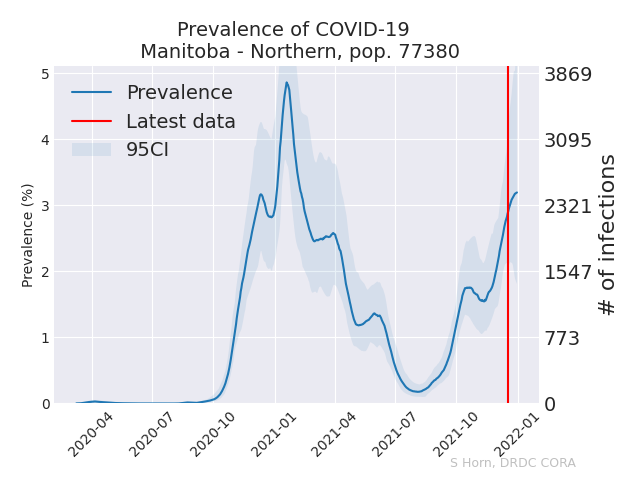 Prevalence of COVID-19
Manitoba - Northern, pop. 77380
Prevalence
Latest data
95CI
Prevalence (%)
5
4
3
2
1
0
3869
3095
2321
1547
773
0
# of infections
2020-04
2020-07
2020-10
2021-01
2021-04
2021-07
2021-10
2022-01
S Horn, DRDC CORA